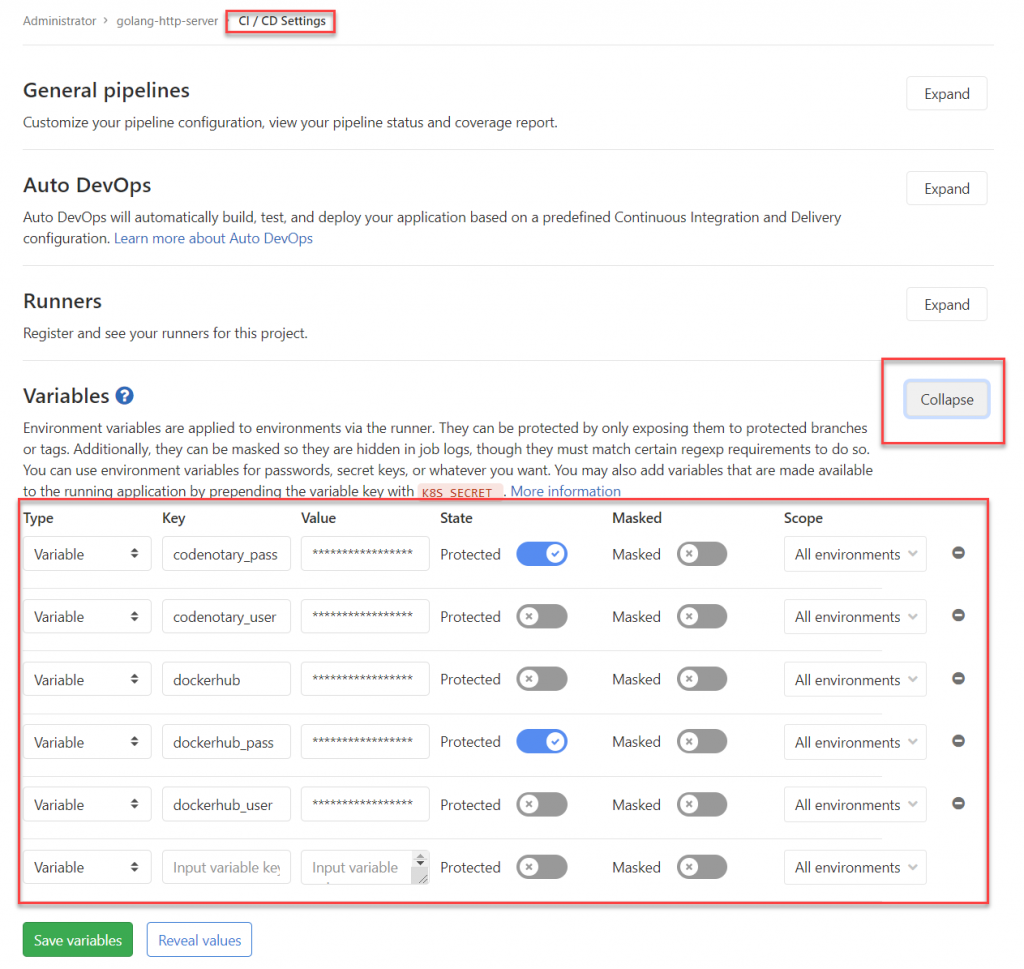 Administrator › golang-http-server › CI / CD Settings
General pipelines
Expand
Customize your pipeline configuration, view your pipeline status and coverage report.
Auto DevOps
Expand
Auto DevOps will automatically build, test, and deploy your application based on a predefined Continuous Integration and Delivery
configuration. Learn more about Auto DevOps
Runners
Expand
Register and see your runners for this project.
Variables ?
Collapse
Environment variables are applied to environments via the runner. They can be protected by only exposing them to protected branches
or tags. Additionally, they can be masked so they are hidden in job logs, though they must match certain regexp requirements to do so.
You can use environment variables for passwords, secret keys, or whatever you want. You may also add variables that are made available
to the running application by prepending the variable key with K8S_SECRET_. More information
Type Key Value State Masked Scope
Variable codenotary_pass ***************** Protected Masked All environments
Variable codenotary_user ***************** Protected Masked All environments
Variable dockerhub ***************** Protected Masked All environments
Variable dockerhub_pass ***************** Protected Masked All environments
Variable dockerhub_user ***************** Protected Masked All environments
Variable Input variable key Input variable Protected Masked All environments
Save variables Reveal values